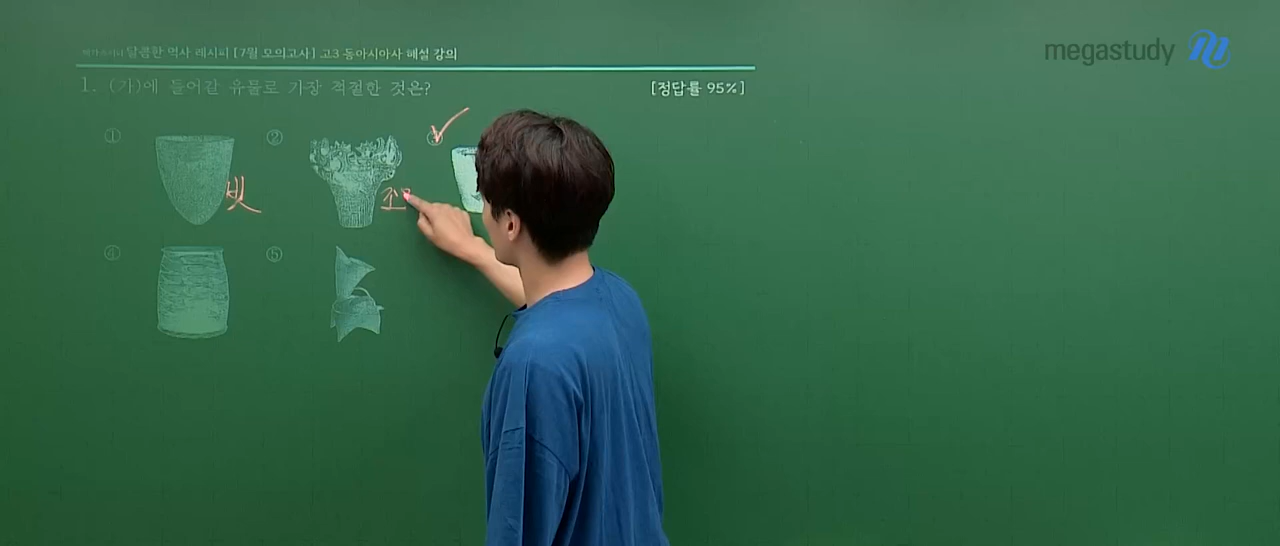 달콤한 역사 레시피 [7월 모의고사] 고3 동아시아사 해설 강의
megastudy
1. (가)에 들어갈 유물로 가장 적절한 것은?
[정답률 95%]
①
②
빗
조
④
⑤